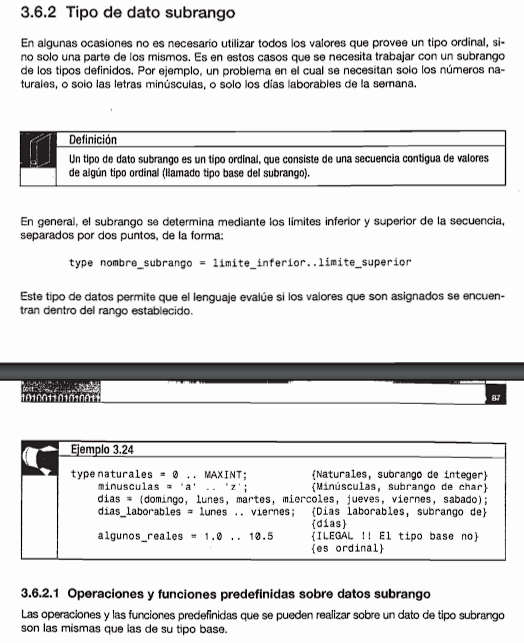 3.6.2 Tipo de dato subrango
En algunas ocasiones no es necesario utilizar todos los valores que provee un tipo ordinal, si-
no solo una parte de los mismos. Es en estos casos que se necesita trabajar con un subrango
de los tipos definidos. Por ejemplo, un problema en el cual se necesitan solo los números na-
turales, o solo las letras minúsculas, o solo los días laborables de la semana.
Definición
Un tipo de dato subrango es un tipo ordinal, que consiste de una secuencia contigua de valores
de algún tipo ordinal (llamado tipo base del subrango).
En general, el subrango se determina mediante los límites inferior y superior de la secuencia,
separados por dos puntos, de la forma:
type nombre_subrango = limite_inferior..limite_superior
Este tipo de datos permite que el lenguaje evalúe si los valores que son asignados se encuen-
tran dentro del rango establecido.
101001101010011
87
Ejemplo 3.24
type naturales = 0 .. MAXINT; {Naturales, subrango de integer}
minusculas = 'a' .. 'z'; {Minúsculas, subrango de char}
dias = (domingo, lunes, martes, miercoles, jueves, viernes, sabado);
dias_laborables = lunes .. viernes; {Dias laborables, subrango de}
{dias}
algunos_reales = 1.0 .. 10.5 {ILEGAL !! El tipo base no}
{es ordinal}
3.6.2.1 Operaciones y funciones predefinidas sobre datos subrango
Las operaciones y las funciones predefinidas que se pueden realizar sobre un dato de tipo subrango
son las mismas que las de su tipo base.